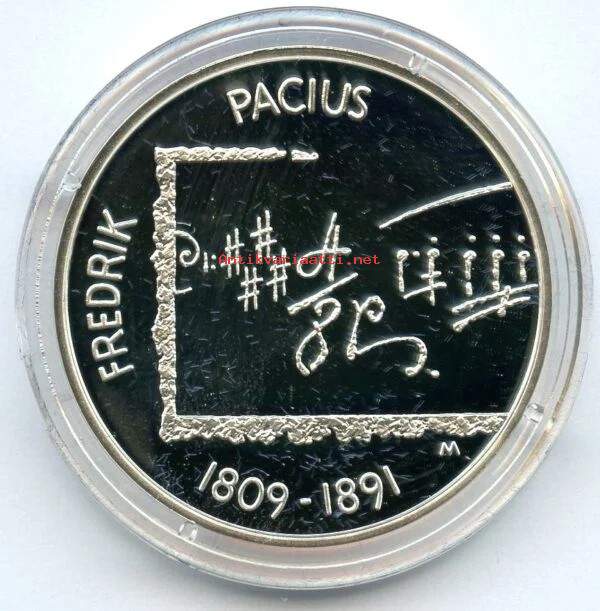 PACIUS
FREDRIK
Antikvariaatti.net
1809-1891
M